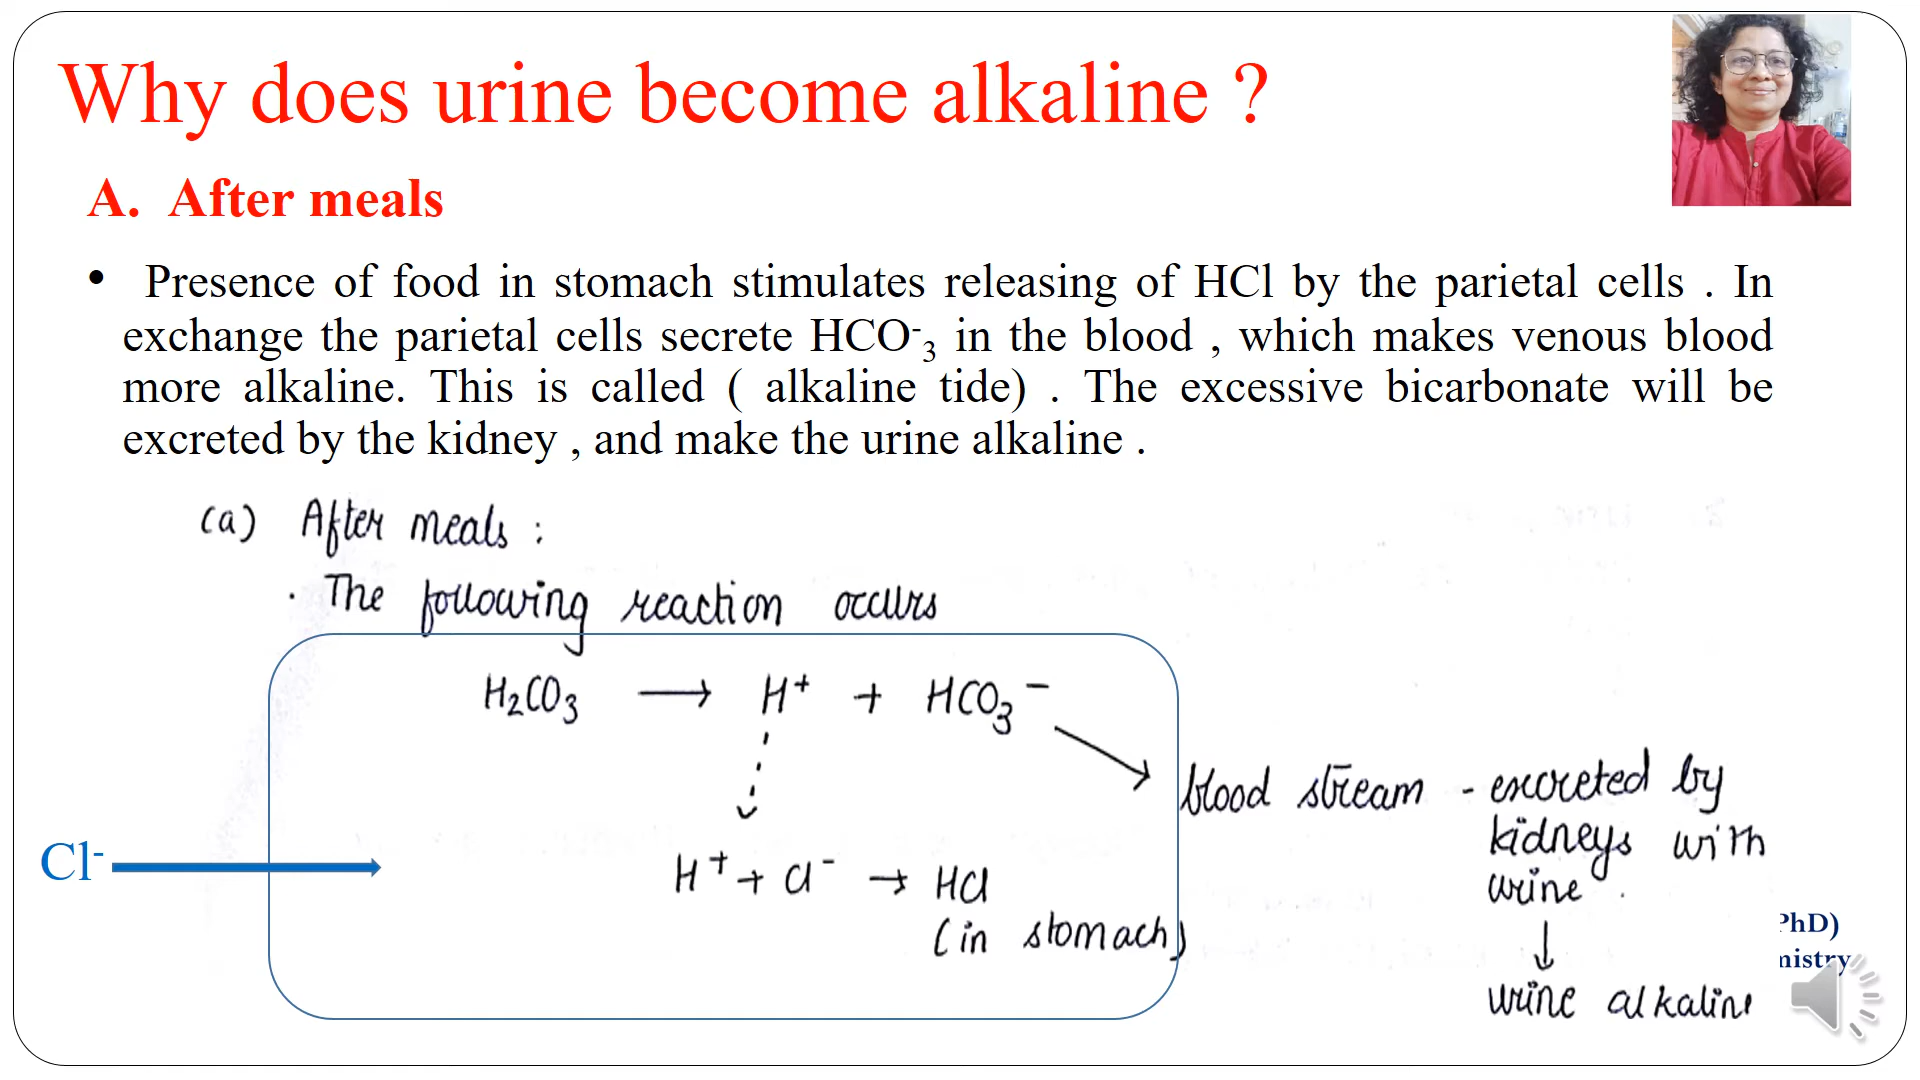 Why does urine become alkaline ?
A. After meals
• Presence of food in stomach stimulates releasing of HCl by the parietal cells . In
exchange the parietal cells secrete HCO⁻₃ in the blood , which makes venous blood
more alkaline. This is called ( alkaline tide) . The excessive bicarbonate will be
excreted by the kidney , and make the urine alkaline .
(a) After meals :
· The following reaction occurs
H₂CO₃ → H⁺ + HCO₃⁻
blood stream - excreted by
kidneys with
urine .
Cl⁻
H⁺ + Cl⁻ → HCl
(in stomach)
PhD)
mistry
↓
urine alkaline